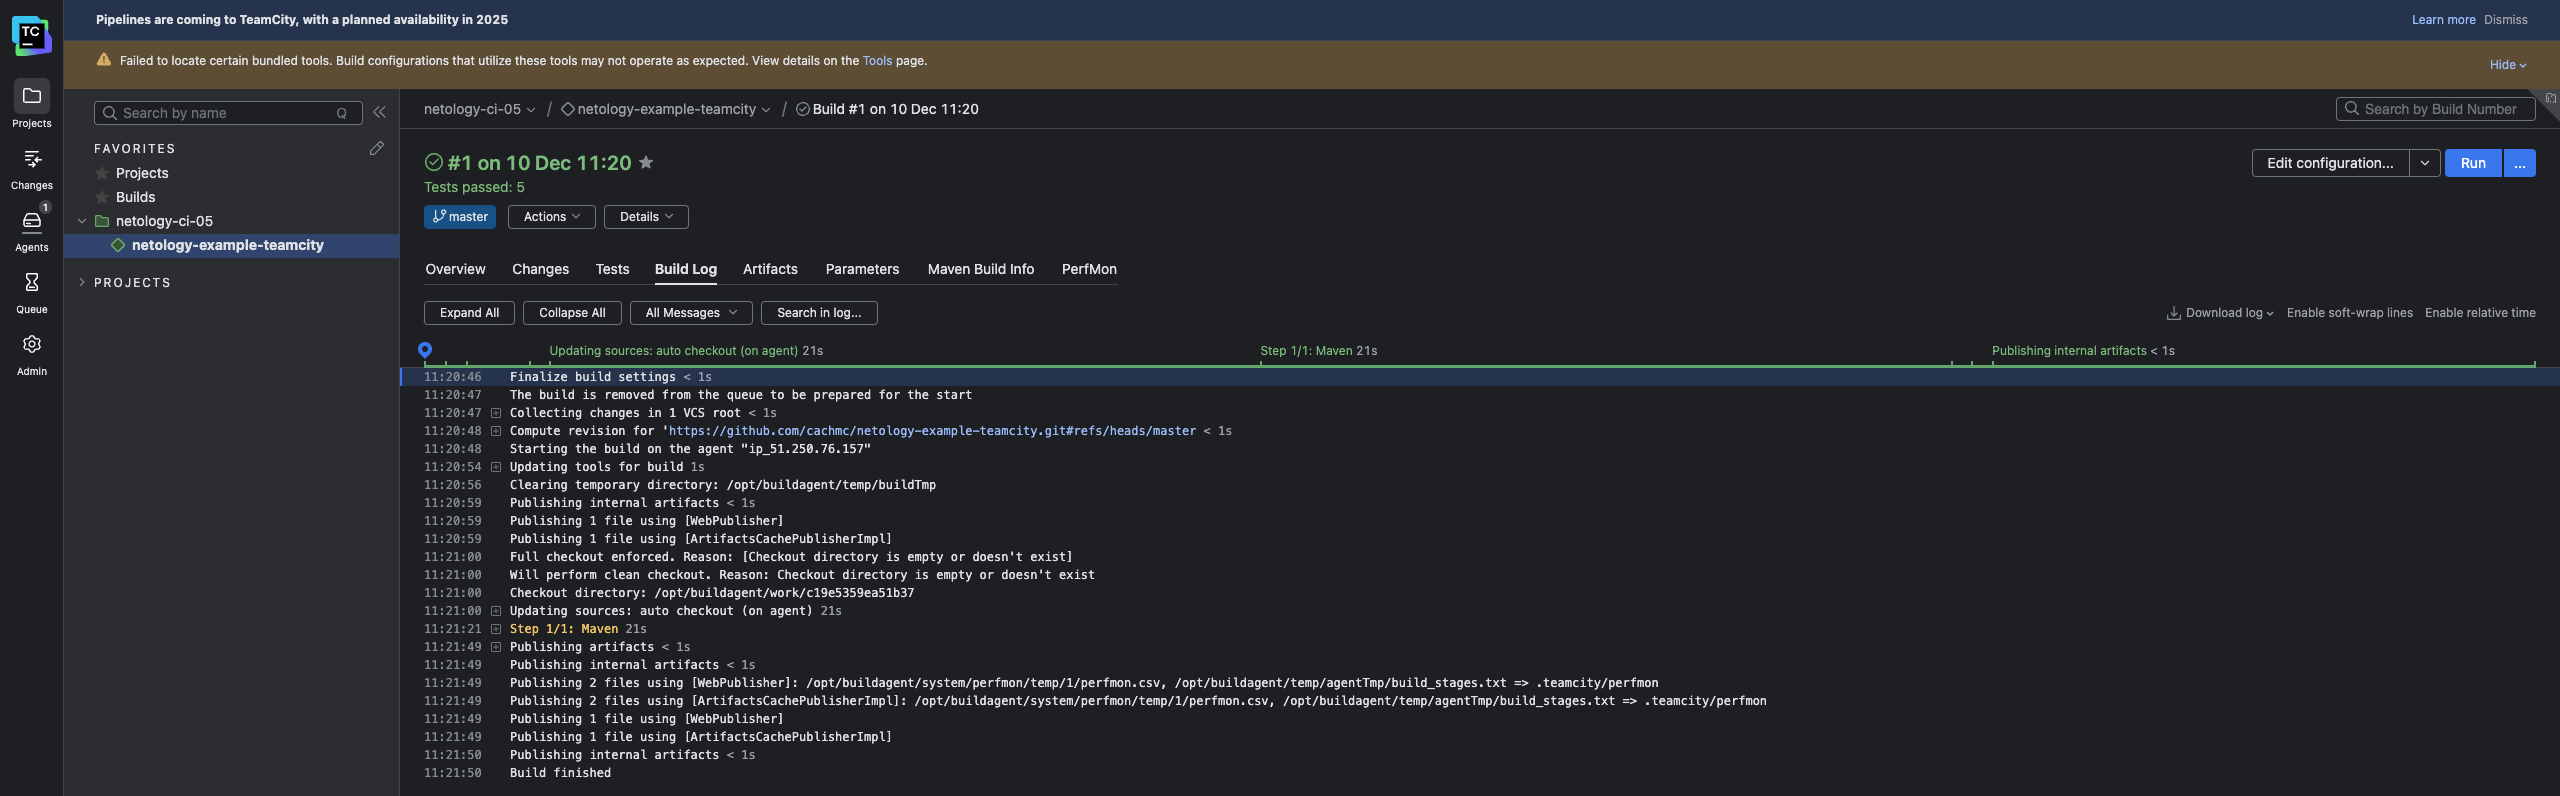 Pipelines are coming to TeamCity, with a planned availability in 2025
Learn more Dismiss
TC
Failed to locate certain bundled tools. Build configurations that utilize these tools may not operate as expected. View details on the Tools page.
Hide
Projects
Changes
1
Agents
Queue
Admin
Search by name Q
FAVORITES
Projects
Builds
netology-ci-05
netology-example-teamcity
PROJECTS
netology-ci-05 / netology-example-teamcity / Build #1 on 10 Dec 11:20
Search by Build Number
#1 on 10 Dec 11:20
Edit configuration... Run ...
Tests passed: 5
master Actions Details
Overview Changes Tests Build Log Artifacts Parameters Maven Build Info PerfMon
Expand All Collapse All All Messages Search in log...
Download log Enable soft-wrap lines Enable relative time
Updating sources: auto checkout (on agent) 21s Step 1/1: Maven 21s Publishing internal artifacts < 1s
11:20:46 Finalize build settings < 1s
11:20:47 The build is removed from the queue to be prepared for the start
11:20:47 Collecting changes in 1 VCS root < 1s
11:20:48 Compute revision for 'https://github.com/cachmc/netology-example-teamcity.git#refs/heads/master < 1s
11:20:48 Starting the build on the agent "ip_51.250.76.157"
11:20:54 Updating tools for build 1s
11:20:56 Clearing temporary directory: /opt/buildagent/temp/buildTmp
11:20:59 Publishing internal artifacts < 1s
11:20:59 Publishing 1 file using [WebPublisher]
11:20:59 Publishing 1 file using [ArtifactsCachePublisherImpl]
11:21:00 Full checkout enforced. Reason: [Checkout directory is empty or doesn't exist]
11:21:00 Will perform clean checkout. Reason: Checkout directory is empty or doesn't exist
11:21:00 Checkout directory: /opt/buildagent/work/c19e5359ea51b37
11:21:00 Updating sources: auto checkout (on agent) 21s
11:21:21 Step 1/1: Maven 21s
11:21:49 Publishing artifacts < 1s
11:21:49 Publishing internal artifacts < 1s
11:21:49 Publishing 2 files using [WebPublisher]: /opt/buildagent/system/perfmon/temp/1/perfmon.csv, /opt/buildagent/temp/agentTmp/build_stages.txt => .teamcity/perfmon
11:21:49 Publishing 2 files using [ArtifactsCachePublisherImpl]: /opt/buildagent/system/perfmon/temp/1/perfmon.csv, /opt/buildagent/temp/agentTmp/build_stages.txt => .teamcity/perfmon
11:21:49 Publishing 1 file using [WebPublisher]
11:21:49 Publishing 1 file using [ArtifactsCachePublisherImpl]
11:21:50 Publishing internal artifacts < 1s
11:21:50 Build finished